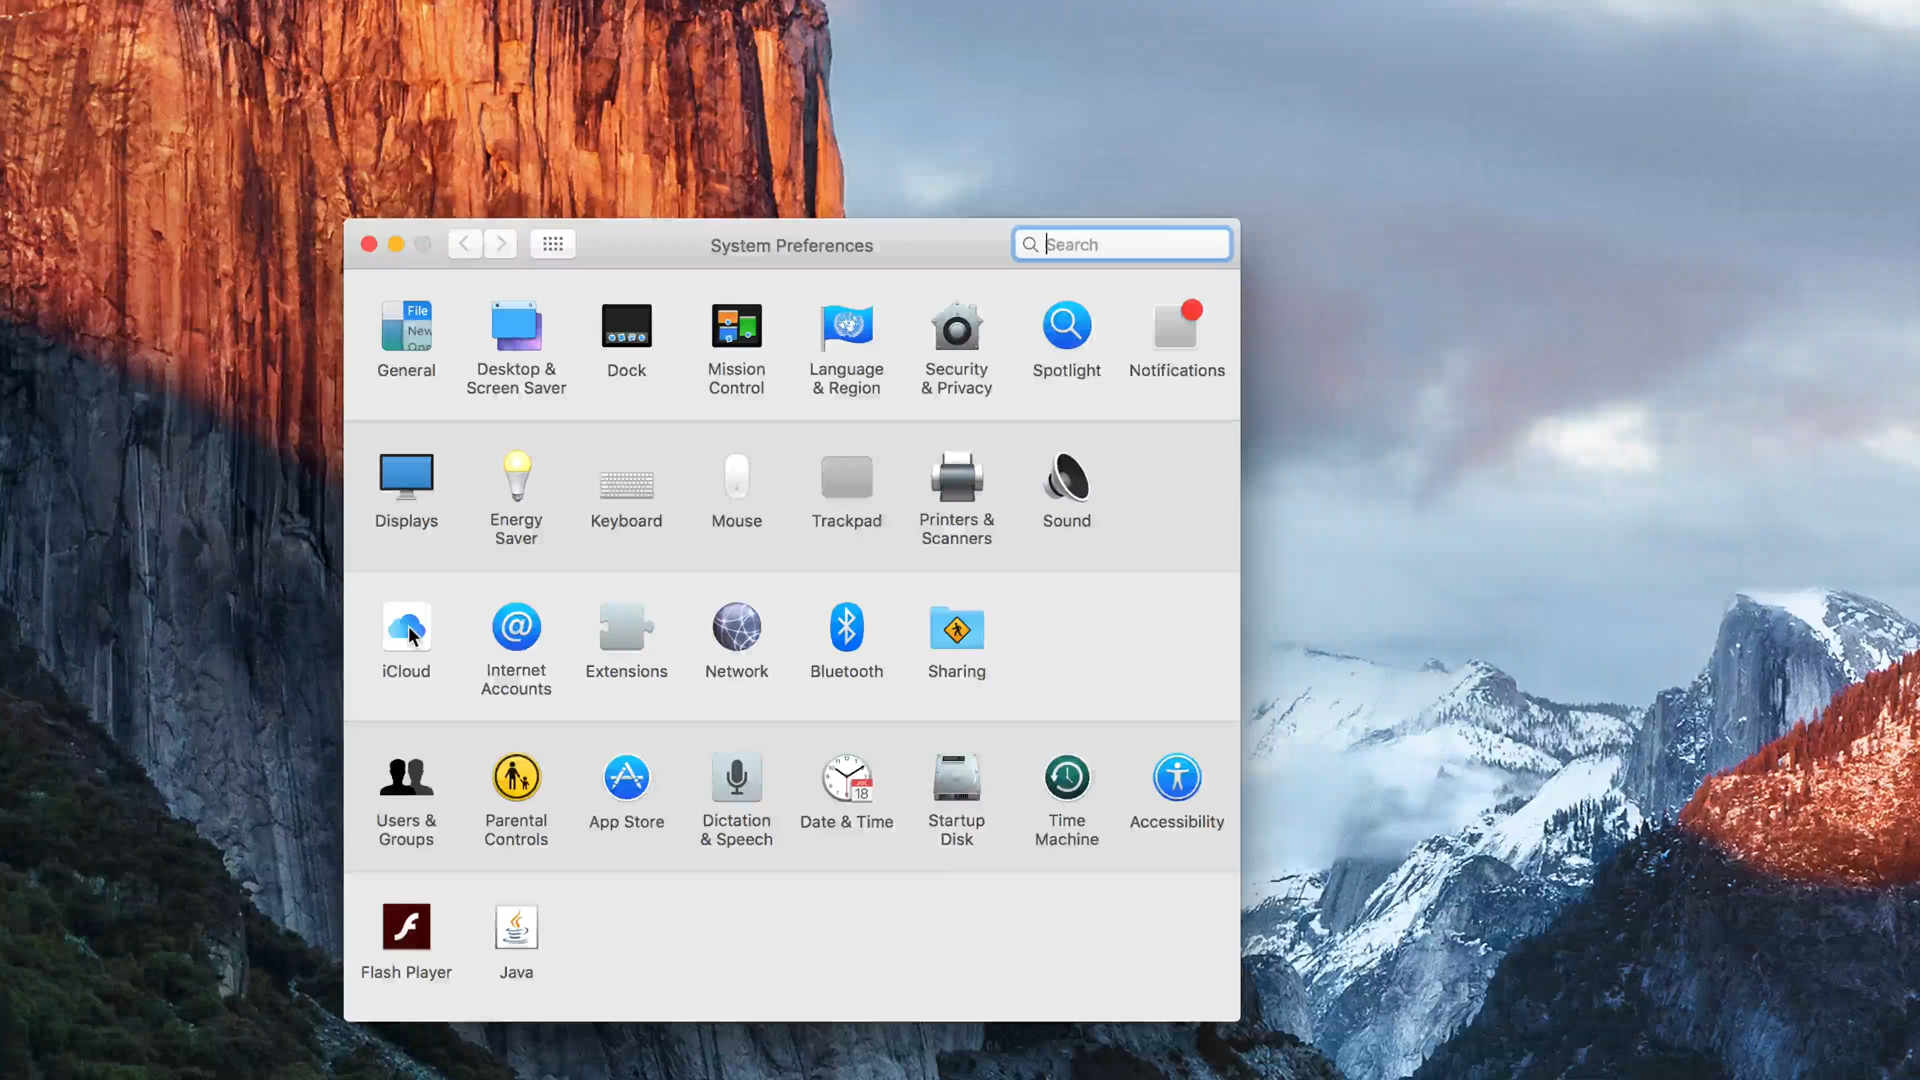 System Preferences
Search
File
New
General
Desktop &
Screen Saver
Dock
Mission
Control
Language
& Region
Security
& Privacy
Spotlight
Notifications
Displays
Energy
Saver
Keyboard
Mouse
Trackpad
Printers &
Scanners
Sound
iCloud
@
Internet
Accounts
Extensions
Network
Bluetooth
Sharing
Users &
Groups
Parental
Controls
App Store
Dictation
& Speech
JUL
18
Date & Time
Startup
Disk
Time
Machine
Accessibility
Flash Player
Java